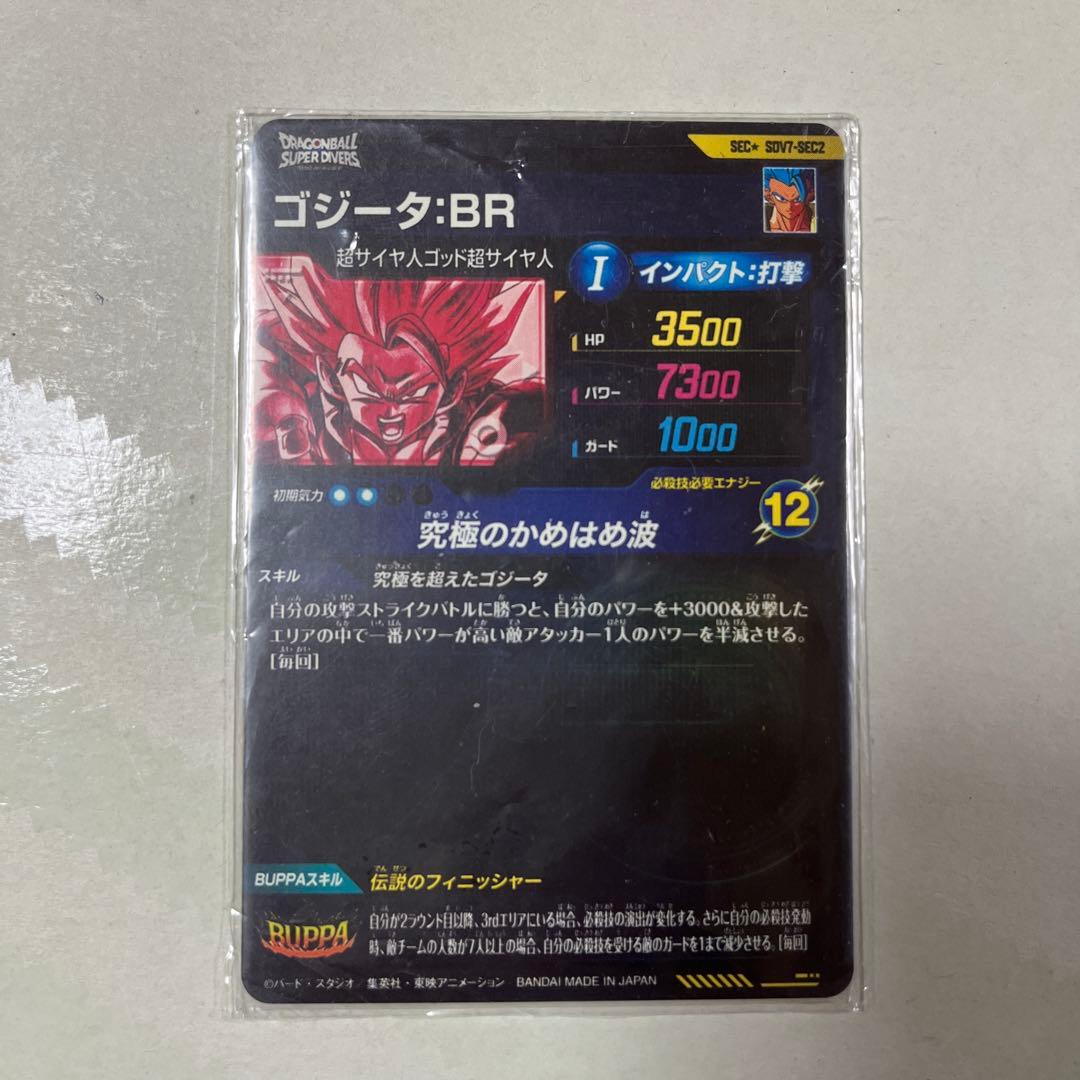 DRAGONBALL
SUPER DIVERS
SEC★ SDV7-SEC2
ゴジータ:BR
超サイヤ人ゴッド超サイヤ人
I インパクト:打撃
HP 3500
パワー 7300
ガード 1000
初期気力
必殺技必要エナジー
12
きゅうきょく は
究極のかめはめ波
スキル 究極を超えたゴジータ
自分の攻撃ストライクバトルに勝つと、自分のパワーを+3000&攻撃した
エリアの中で一番パワーが高い敵アタッカー1人のパワーを半減させる。
[毎回]
BUPPAスキル
でんせつ
伝説のフィニッシャー
BUPPA
自分が2ラウンド目以降、3rdエリアにいる場合、必殺技の演出が変化する。さらに自分の必殺技発動
時、敵チームの人数が7人以上の場合、自分の必殺技を受ける敵のガードを1まで減少させる。[毎回]
©バード・スタジオ/集英社・東映アニメーション BANDAI MADE IN JAPAN